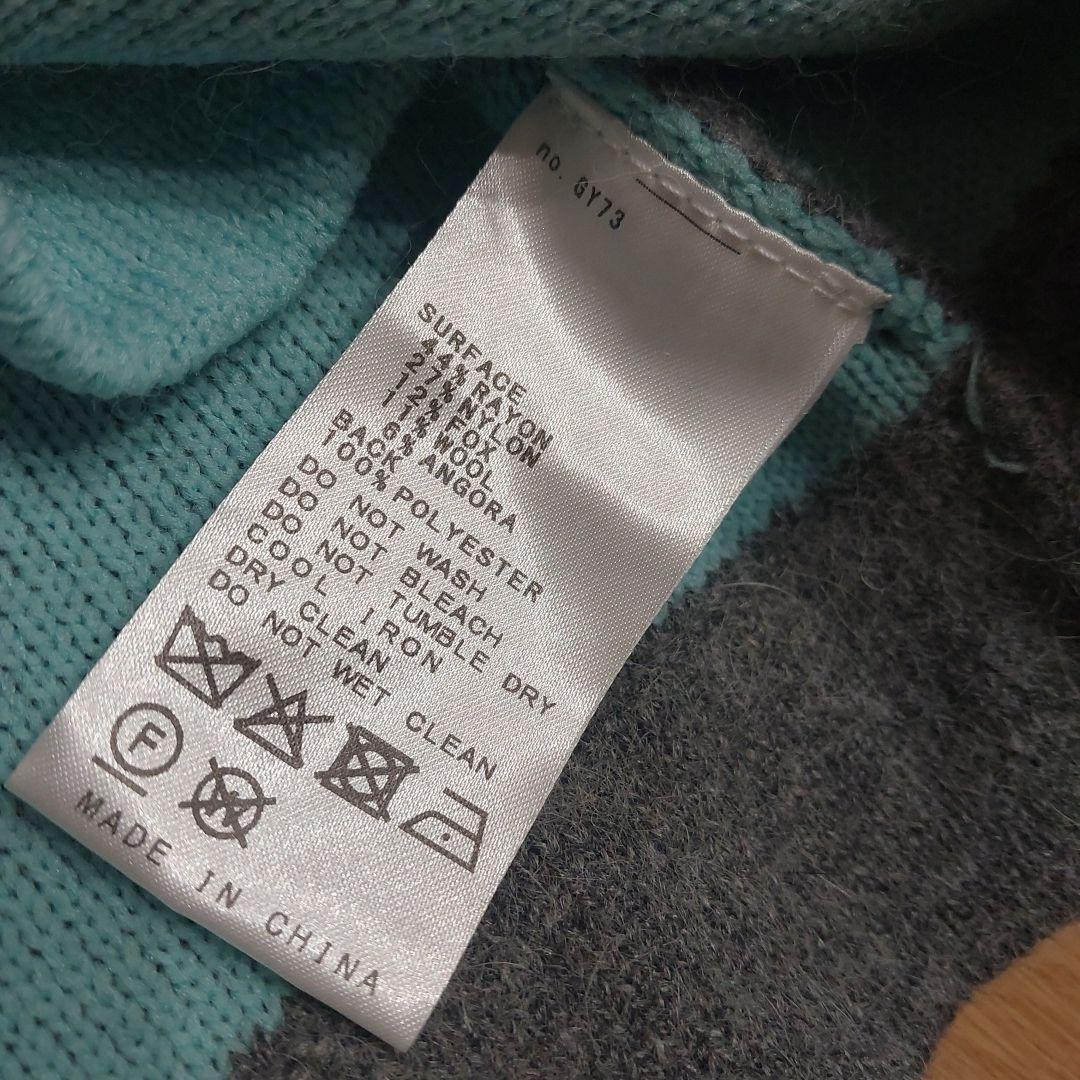 no. GY73
SURFACE
44% RAYON
27% NYLON
12% FOX
11% WOOL
6% ANGORA
BACK
100% POLYESTER
DO NOT WASH
DO NOT BLEACH
DO NOT TUMBLE DRY
COOL IRON
DRY CLEAN
DO NOT WET CLEAN
F
W
MADE IN CHINA